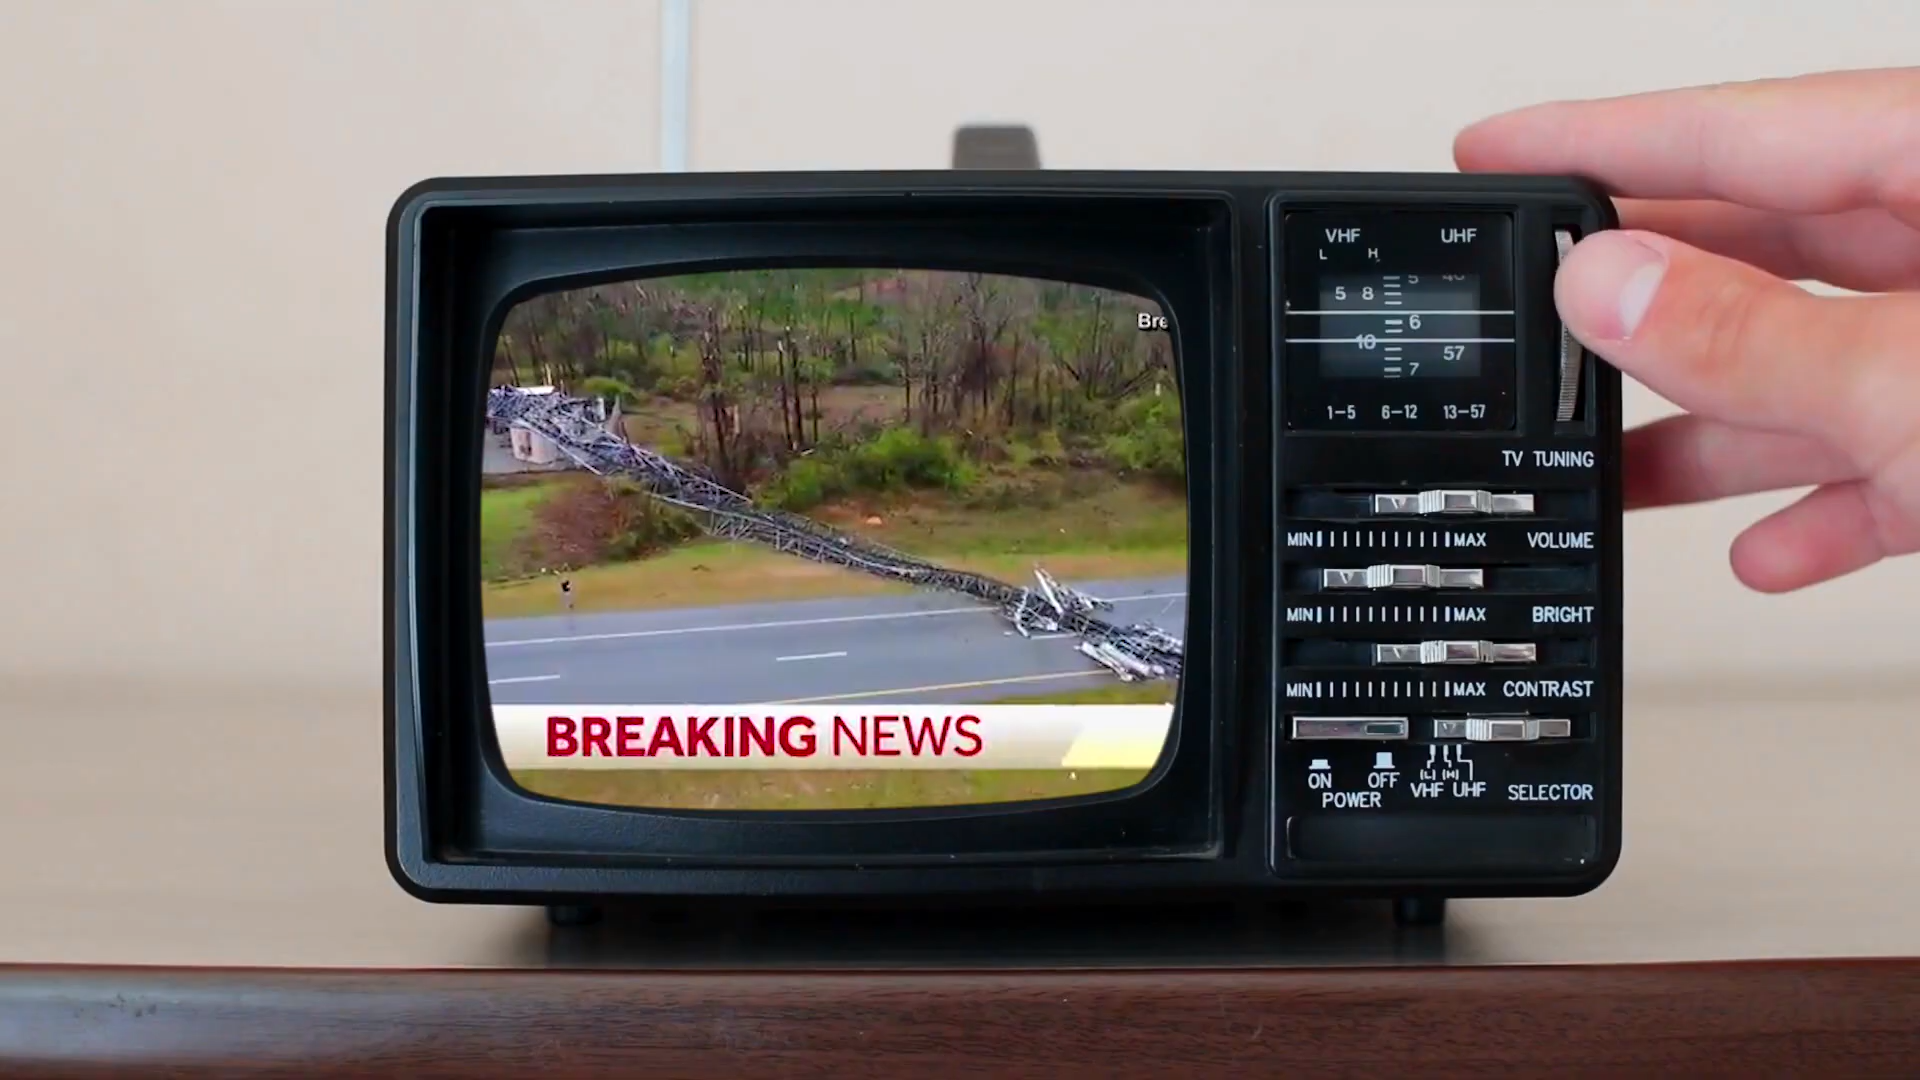 Bre
BREAKING NEWS
VHF UHF
L H
5 8 5
6
10 57
7
1-5 6-12 13-57
TV TUNING
MIN MAX VOLUME
MIN MAX BRIGHT
MIN MAX CONTRAST
ON OFF
POWER
(L) (H)
VHF UHF
SELECTOR